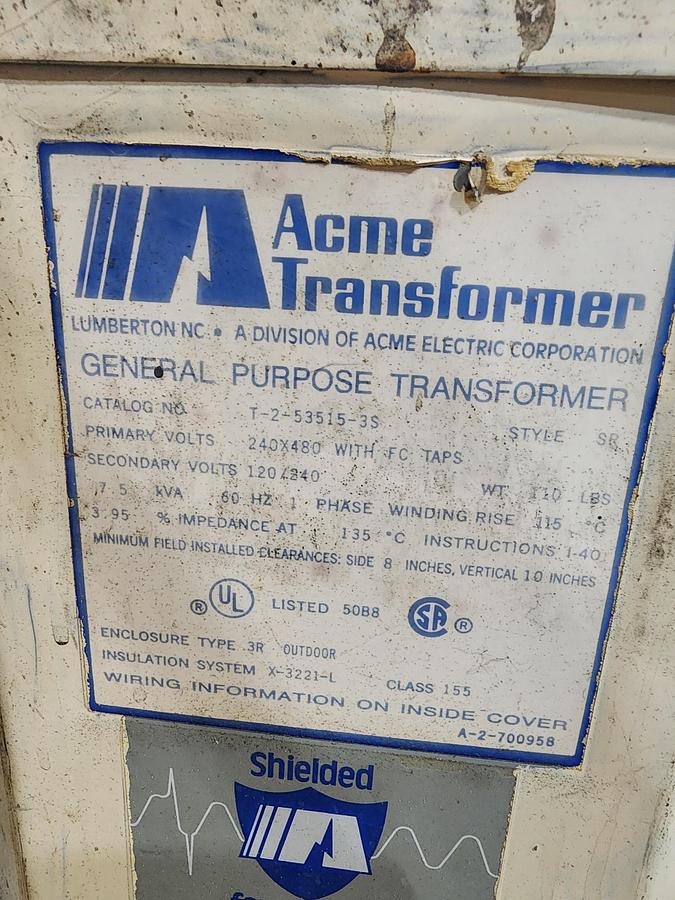 Acme
Transformer
LUMBERTON NC • A DIVISION OF ACME ELECTRIC CORPORATION
GENERAL PURPOSE TRANSFORMER
CATALOG NO. T-2-53515-3S STYLE SR
PRIMARY VOLTS 240X480 WITH FC TAPS
SECONDARY VOLTS 120/240 WT 110 LBS
7.5 kVA 60 HZ 1 PHASE WINDING RISE 115 °C
3.95 % IMPEDANCE AT 135 °C INSTRUCTIONS I-40
MINIMUM FIELD INSTALLED CLEARANCES: SIDE 8 INCHES, VERTICAL 10 INCHES
® UL LISTED 50B8 SA ®
ENCLOSURE TYPE 3R OUTDOOR
INSULATION SYSTEM X-3221-L CLASS 155
WIRING INFORMATION ON INSIDE COVER
A-2-700958
Shielded